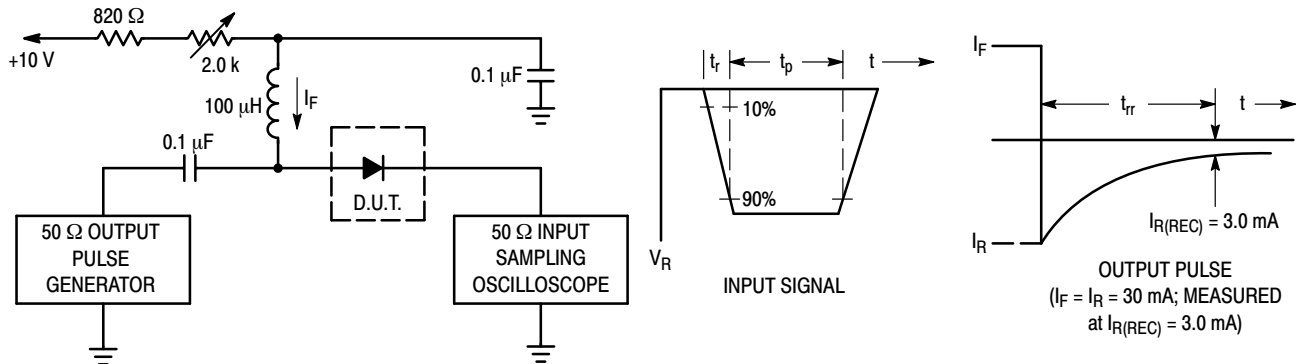 820 Ω
+10 V
2.0 k
100 μH
I_F
0.1 μF
0.1 μF
D.U.T.
50 Ω OUTPUT
PULSE
GENERATOR
50 Ω INPUT
SAMPLING
OSCILLOSCOPE
t_r
t_p
t
10%
90%
V_R
INPUT SIGNAL
I_F
t_rr
t
I_R(REC) = 3.0 mA
I_R
OUTPUT PULSE
(I_F = I_R = 30 mA; MEASURED
at I_R(REC) = 3.0 mA)